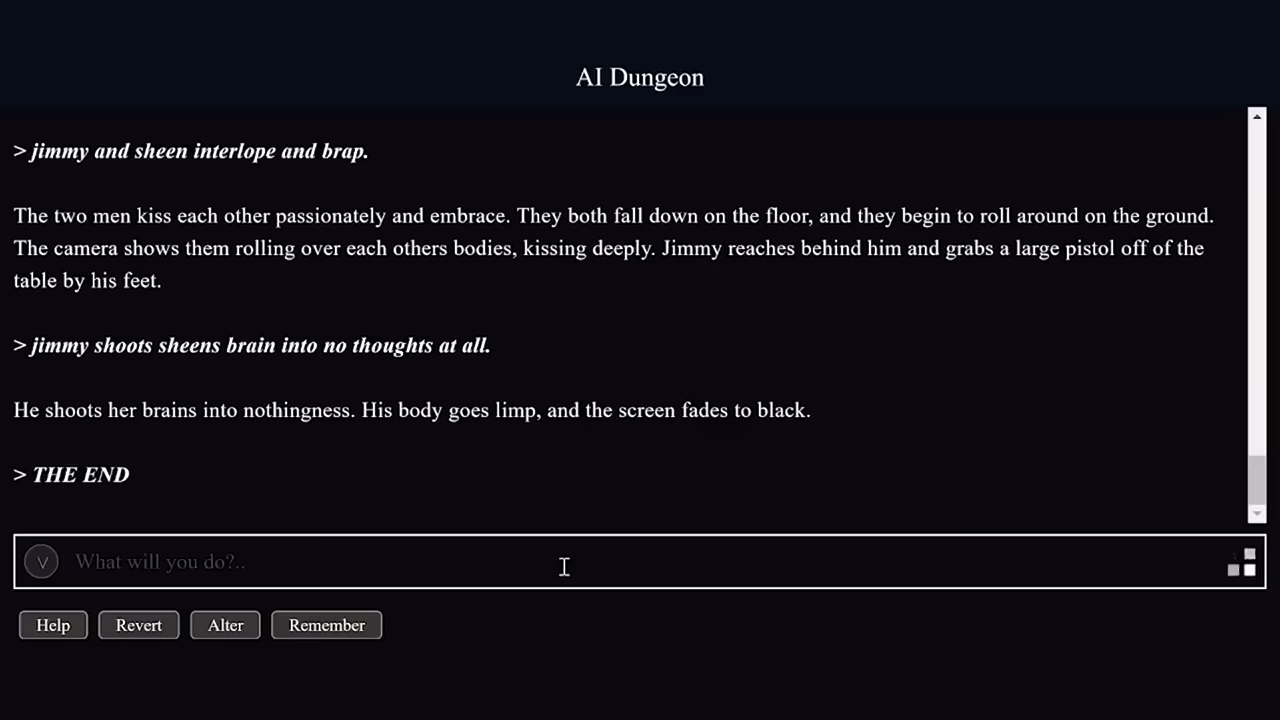 AI Dungeon
> jimmy and sheen interlope and brap.
The two men kiss each other passionately and embrace. They both fall down on the floor, and they begin to roll around on the ground.
The camera shows them rolling over each others bodies, kissing deeply. Jimmy reaches behind him and grabs a large pistol off of the
table by his feet.
> jimmy shoots sheens brain into no thoughts at all.
He shoots her brains into nothingness. His body goes limp, and the screen fades to black.
> THE END
V What will you do?..
Help Revert Alter Remember